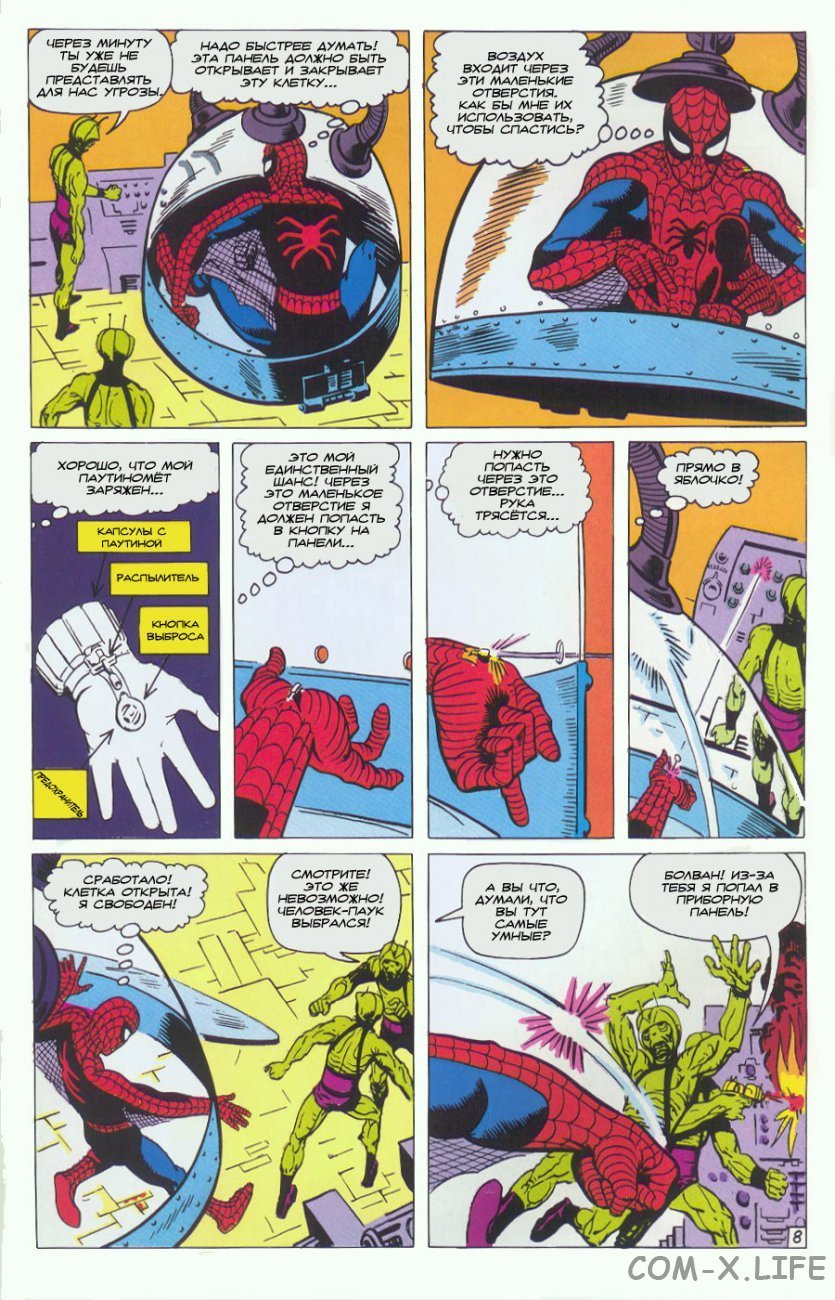 ЧЕРЕЗ МИНУТУ
ТЫ УЖЕ НЕ
БУДЕШЬ
ПРЕДСТАВЛЯТЬ
ДЛЯ НАС УГРОЗЫ.
НАДО БЫСТРЕЕ ДУМАТЬ!
ЭТА ПАНЕЛЬ ДОЛЖНО БЫТЬ
ОТКРЫВАЕТ И ЗАКРЫВАЕТ
ЭТУ КЛЕТКУ...
ВОЗДУХ
ВХОДИТ ЧЕРЕЗ
ЭТИ МАЛЕНЬКИЕ
ОТВЕРСТИЯ.
КАК БЫ МНЕ ИХ
ИСПОЛЬЗОВАТЬ,
ЧТОБЫ СПАСТИСЬ?
ХОРОШО, ЧТО МОЙ
ПАУТИНОМЁТ
ЗАРЯЖЕН...
КАПСУЛЫ С
ПАУТИНОЙ
РАСПЫЛИТЕЛЬ
КНОПКА
ВЫБРОСА
ПРЕДОХРАНИТЕЛЬ
ЭТО МОЙ
ЕДИНСТВЕННЫЙ
ШАНС! ЧЕРЕЗ
ЭТО МАЛЕНЬКОЕ
ОТВЕРСТИЕ Я
ДОЛЖЕН ПОПАСТЬ
В КНОПКУ НА
ПАНЕЛИ...
НУЖНО
ПОПАСТЬ
ЧЕРЕЗ ЭТО
ОТВЕРСТИЕ...
РУКА
ТРЯСЁТСЯ...
ПРЯМО В
ЯБЛОЧКО!
СРАБОТАЛО!
КЛЕТКА ОТКРЫТА!
Я СВОБОДЕН!
СМОТРИТЕ!
ЭТО ЖЕ
НЕВОЗМОЖНО!
ЧЕЛОВЕК-ПАУК
ВЫБРАЛСЯ!
А ВЫ ЧТО,
ДУМАЛИ, ЧТО
ВЫ ТУТ
САМЫЕ
УМНЫЕ?
БОЛВАН! ИЗ-ЗА
ТЕБЯ Я ПОПАЛ В
ПРИБОРНУЮ
ПАНЕЛЬ!
8
COM-X.LIFE